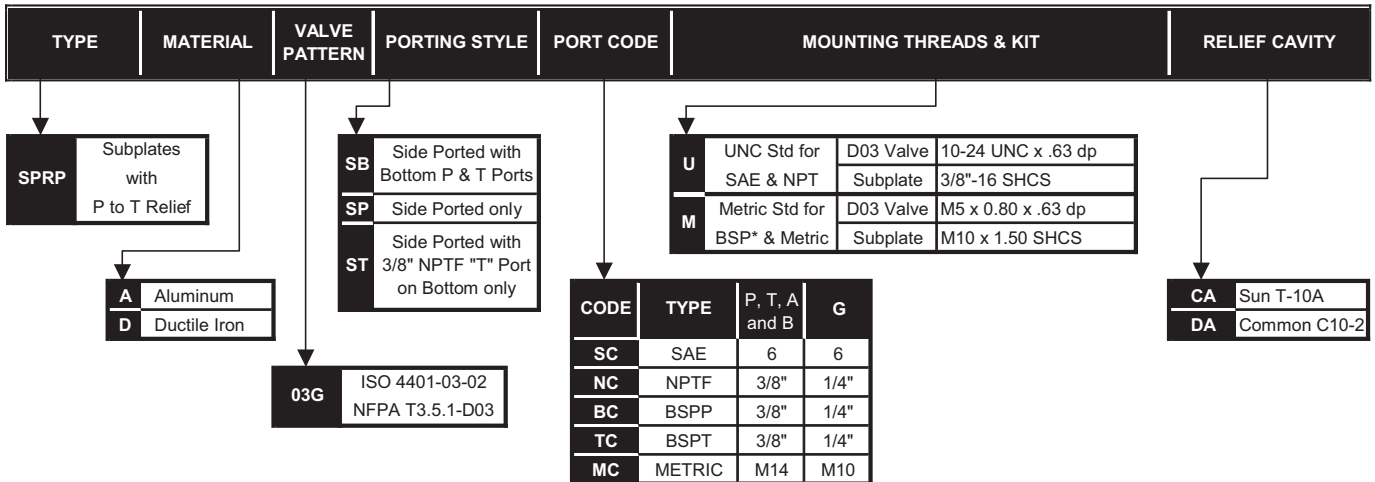 TYPE
MATERIAL
VALVE
PATTERN
PORTING STYLE
PORT CODE
MOUNTING THREADS & KIT
RELIEF CAVITY
SPRP
Subplates
with
P to T Relief
A Aluminum
D Ductile Iron
03G
ISO 4401-03-02
NFPA T3.5.1-D03
SB
Side Ported with
Bottom P & T Ports
SP Side Ported only
ST
Side Ported with
3/8" NPTF "T" Port
on Bottom only
CODE TYPE P, T, A and B G
SC SAE 6 6
NC NPTF 3/8" 1/4"
BC BSPP 3/8" 1/4"
TC BSPT 3/8" 1/4"
MC METRIC M14 M10
U
UNC Std for D03 Valve 10-24 UNC x .63 dp
SAE & NPT Subplate 3/8"-16 SHCS
M
Metric Std for D03 Valve M5 x 0.80 x .63 dp
BSP* & Metric Subplate M10 x 1.50 SHCS
CA Sun T-10A
DA Common C10-2